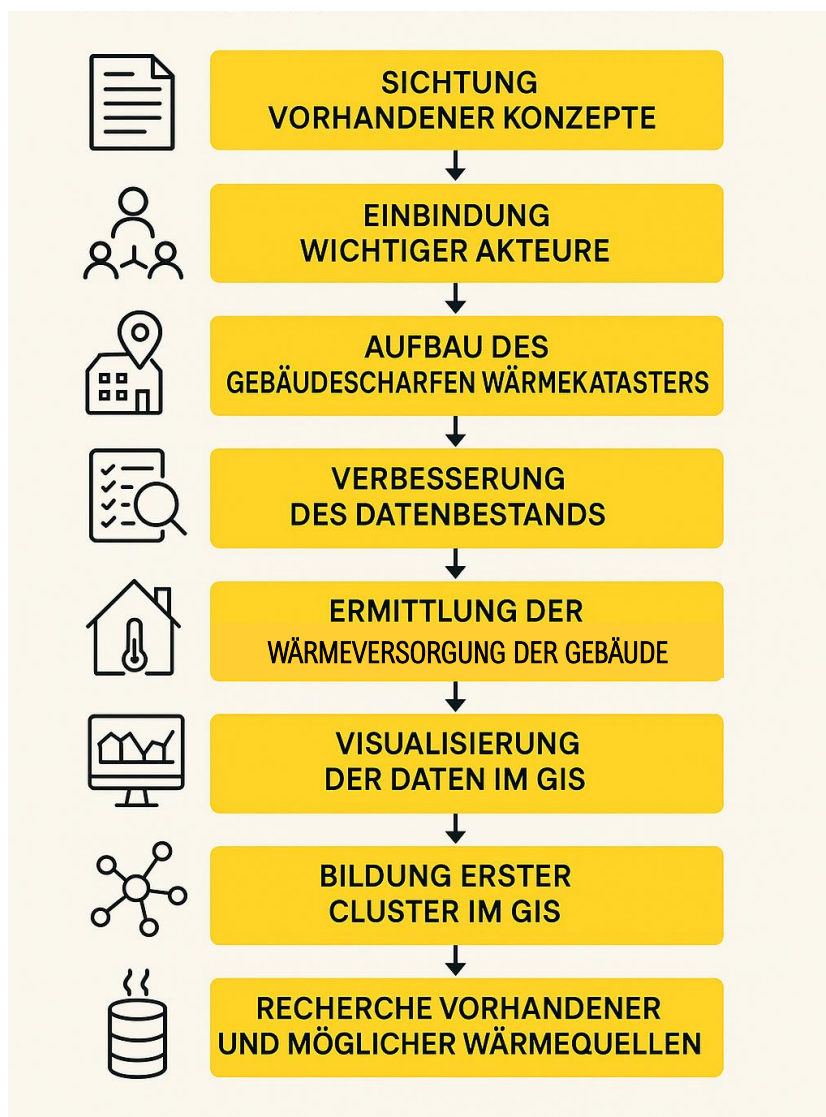 SICHTUNG
VORHANDENER KONZEPTE
EINBINDUNG
WICHTIGER AKTEURE
AUFBAU DES
GEBÄUDESCHARFEN WÄRMEKATASTERS
VERBESSERUNG
DES DATENBESTANDS
ERMITTLUNG DER
WÄRMEVERSORGUNG DER GEBÄUDE
VISUALISIERUNG
DER DATEN IM GIS
BILDUNG ERSTER
CLUSTER IM GIS
RECHERCHE VORHANDENER
UND MÖGLICHER WÄRMEQUELLEN